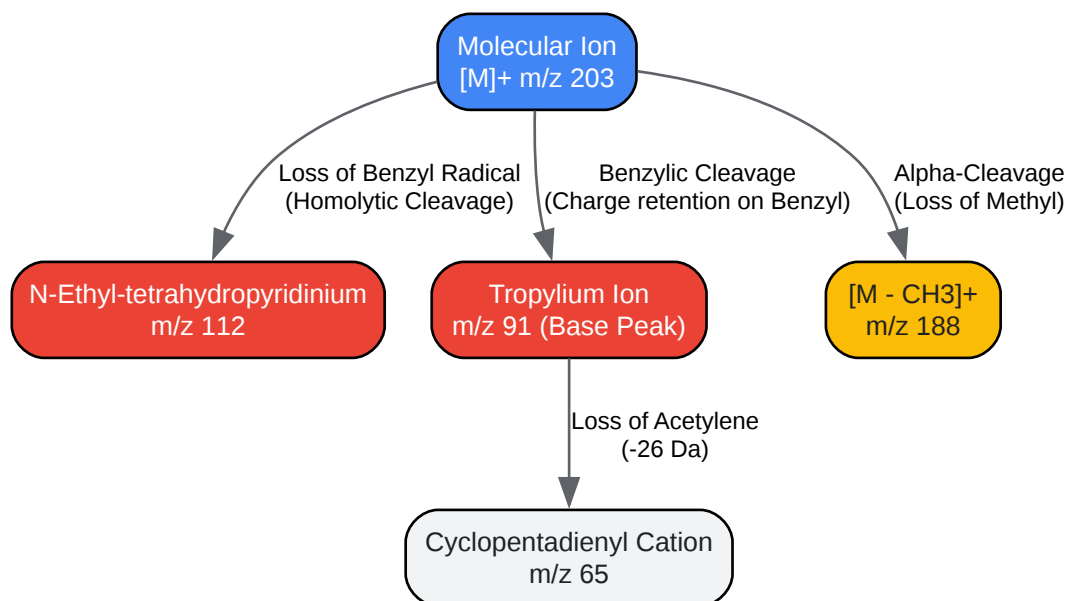 Molecular Ion
[M]+ m/z 203
Loss of Benzyl Radical
(Homolytic Cleavage)
Benzylic Cleavage
(Charge retention on Benzyl)
Alpha-Cleavage
(Loss of Methyl)
N-Ethyl-tetrahydropyridinium
m/z 112
Tropylium Ion
m/z 91 (Base Peak)
[M - CH3]+
m/z 188
Loss of Acetylene
(-26 Da)
Cyclopentadienyl Cation
m/z 65